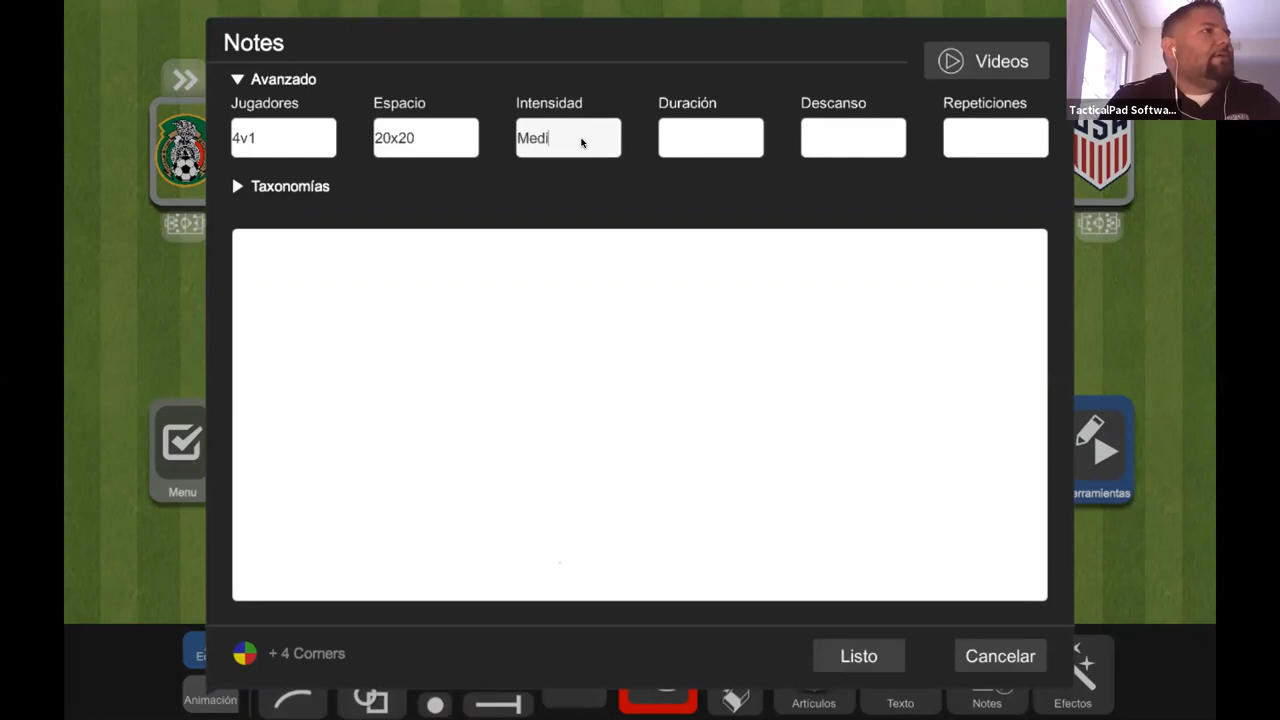 Notes
Videos
Avanzado
Jugadores
Espacio
Intensidad
Duración
Descanso
Repeticiones
4v1
20x20
Medi
Taxonomías
TacticalPad Softwa...
USA
Menu
erramientas
+ 4 Corners
Listo
Cancelar
Animación
Artículos
Texto
Notes
Efectos